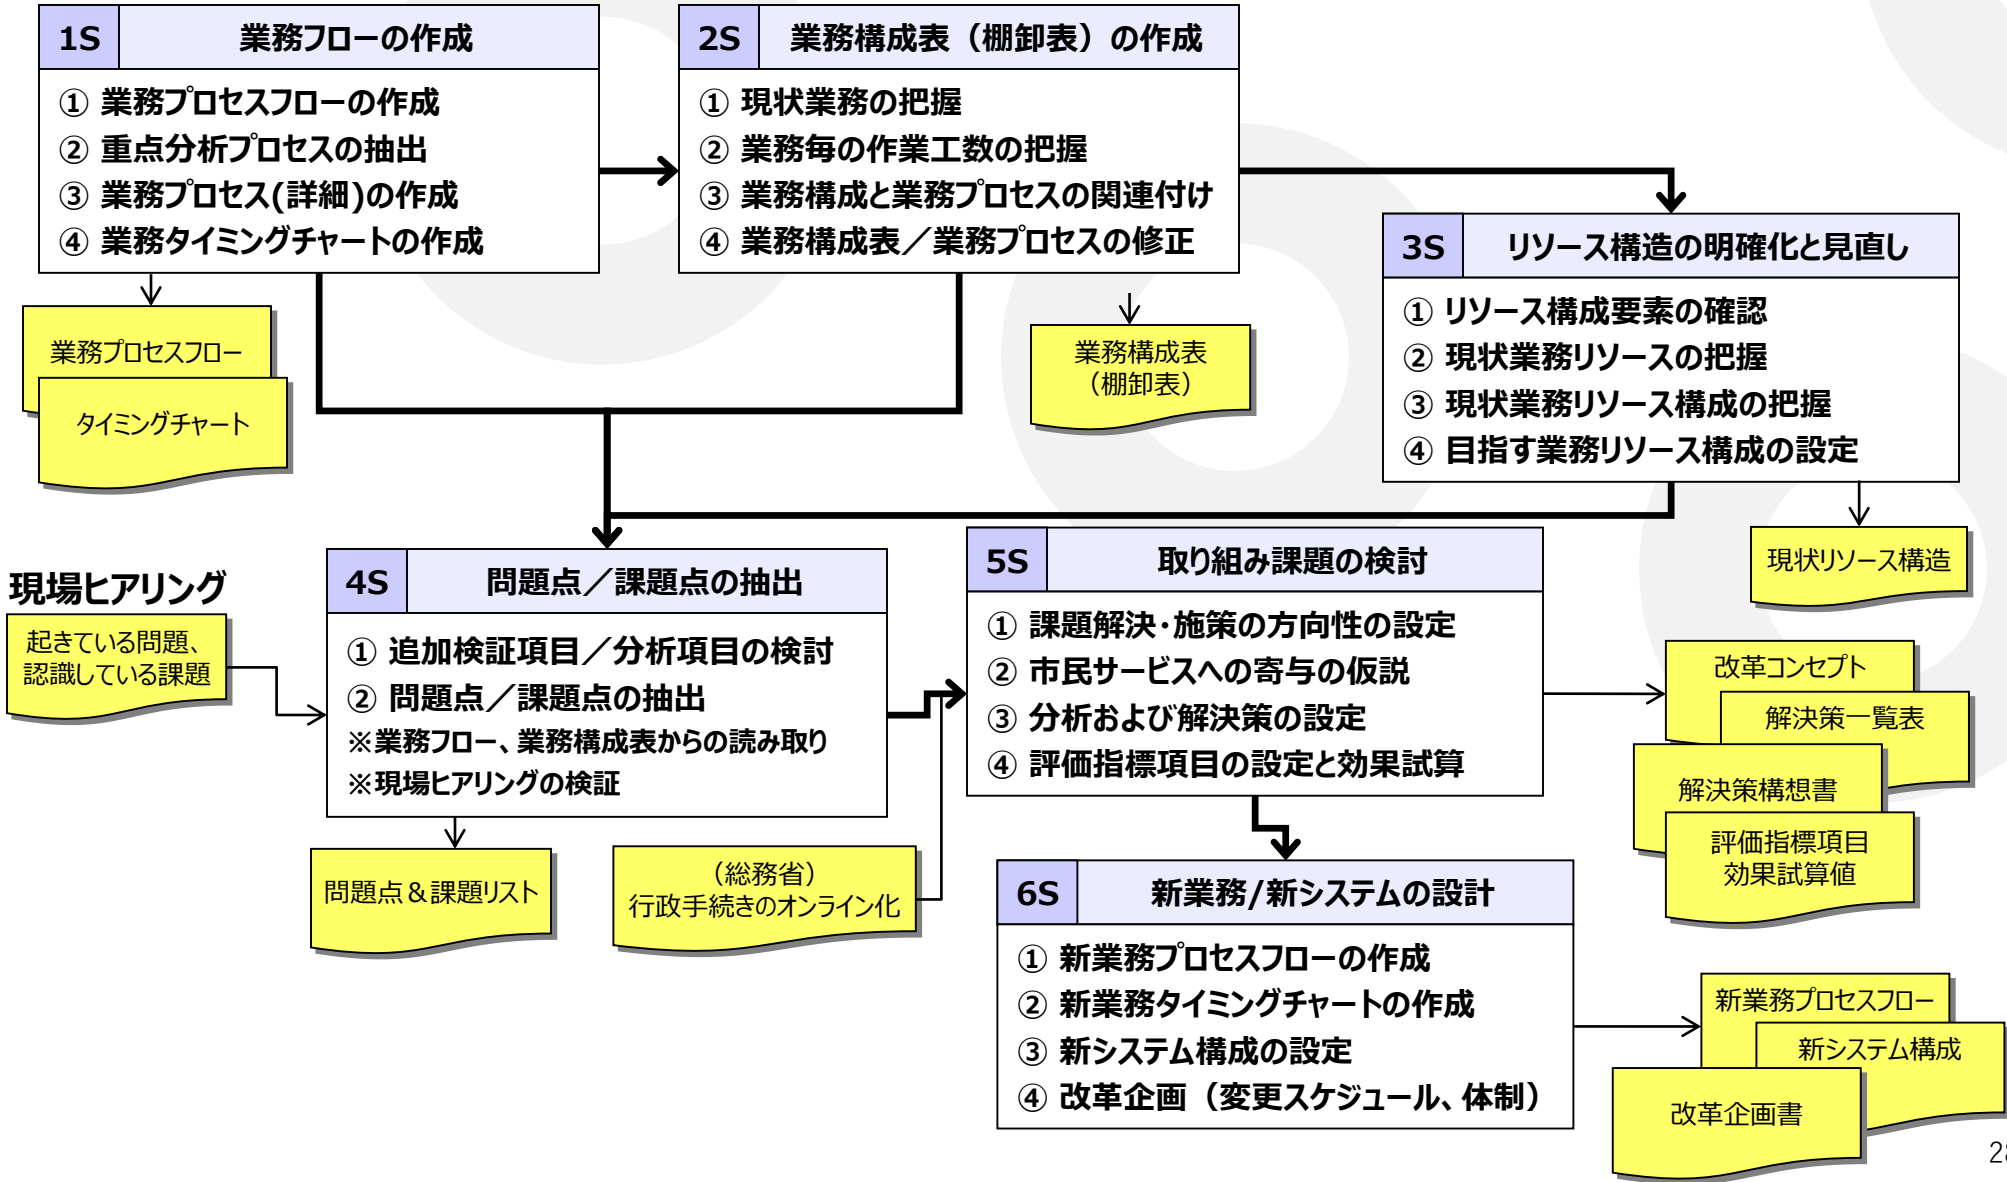 1S 業務フローの作成
① 業務プロセスフローの作成
② 重点分析プロセスの抽出
③ 業務プロセス(詳細)の作成
④ 業務タイミングチャートの作成
業務プロセスフロー
タイミングチャート
2S 業務構成表（棚卸表）の作成
① 現状業務の把握
② 業務毎の作業工数の把握
③ 業務構成と業務プロセスの関連付け
④ 業務構成表／業務プロセスの修正
業務構成表
（棚卸表）
3S リソース構造の明確化と見直し
① リソース構成要素の確認
② 現状業務リソースの把握
③ 現状業務リソース構成の把握
④ 目指す業務リソース構成の設定
現状リソース構造
現場ヒアリング
起きている問題、
認識している課題
4S 問題点／課題点の抽出
① 追加検証項目／分析項目の検討
② 問題点／課題点の抽出
※業務フロー、業務構成表からの読み取り
※現場ヒアリングの検証
問題点＆課題リスト
（総務省）
行政手続きのオンライン化
5S 取り組み課題の検討
① 課題解決・施策の方向性の設定
② 市民サービスへの寄与の仮説
③ 分析および解決策の設定
④ 評価指標項目の設定と効果試算
改革コンセプト
解決策一覧表
解決策構想書
評価指標項目
効果試算値
6S 新業務/新システムの設計
① 新業務プロセスフローの作成
② 新業務タイミングチャートの作成
③ 新システム構成の設定
④ 改革企画（変更スケジュール、体制）
新業務プロセスフロー
新システム構成
改革企画書